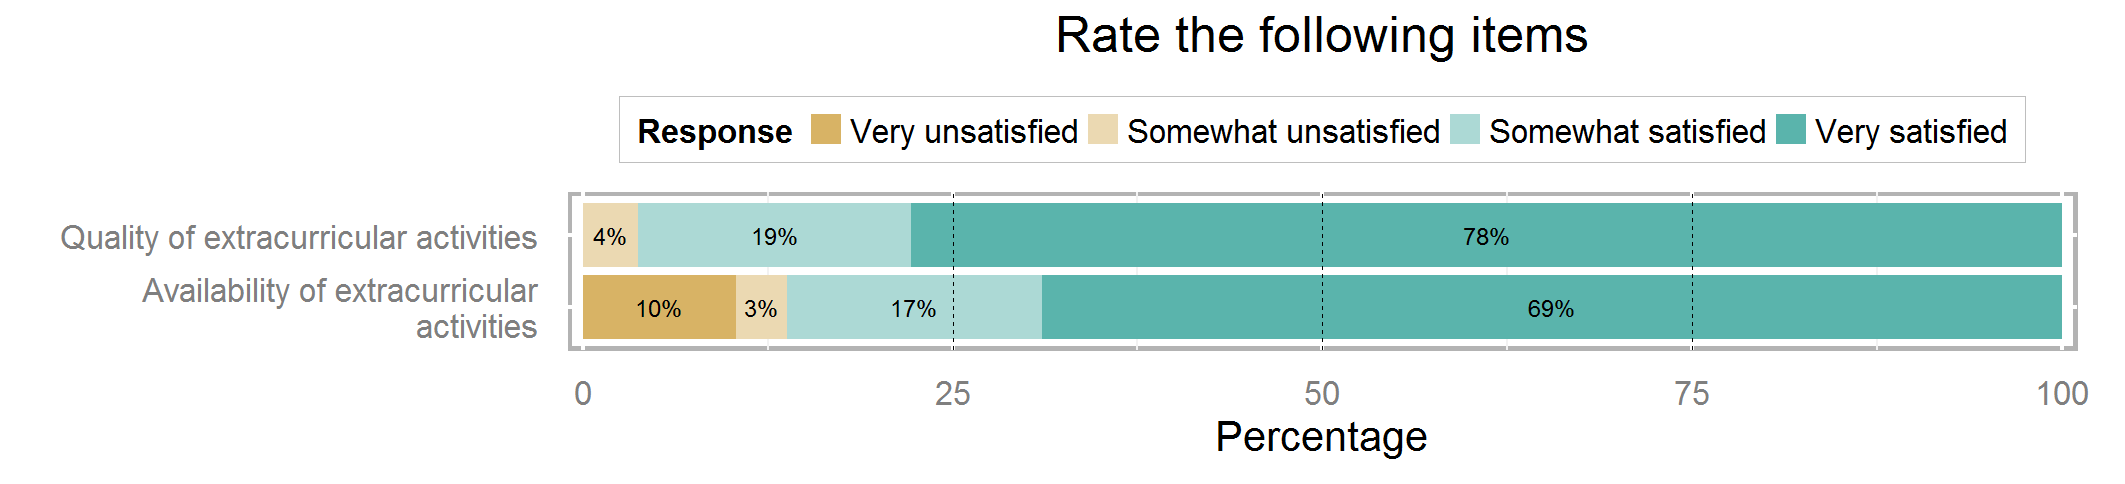 Rate the following items
Response Very unsatisfied Somewhat unsatisfied Somewhat satisfied Very satisfied
Quality of extracurricular activities 4% 19% 78%
Availability of extracurricular
activities 10% 3% 17% 69%
0 25 50 75 100
Percentage